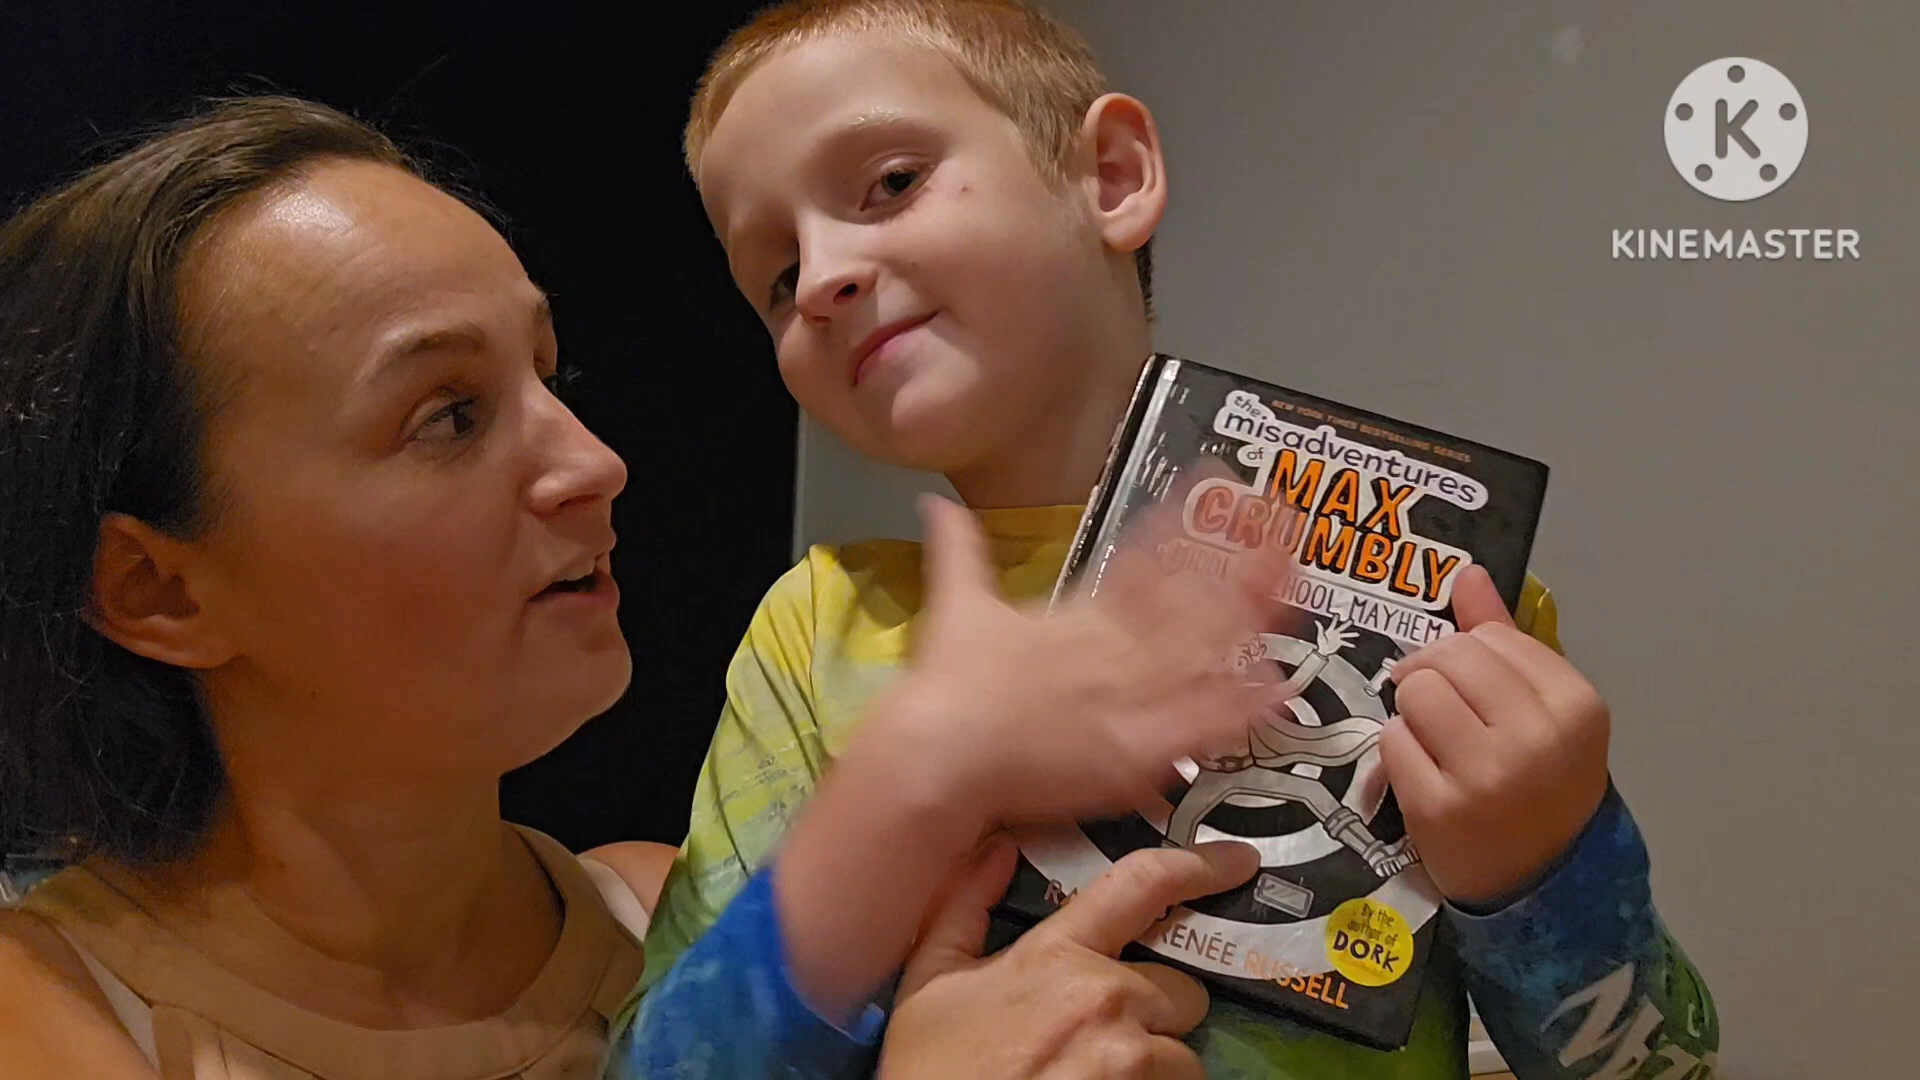 K
KINEMASTER
NEW YORK TIMES BESTSELLING SERIES
the
misadventures
of
MAX
CRUMBLY
MIDDLE SCHOOL MAYHEM
RENÉE RUSSELL
By the
author of
DORK